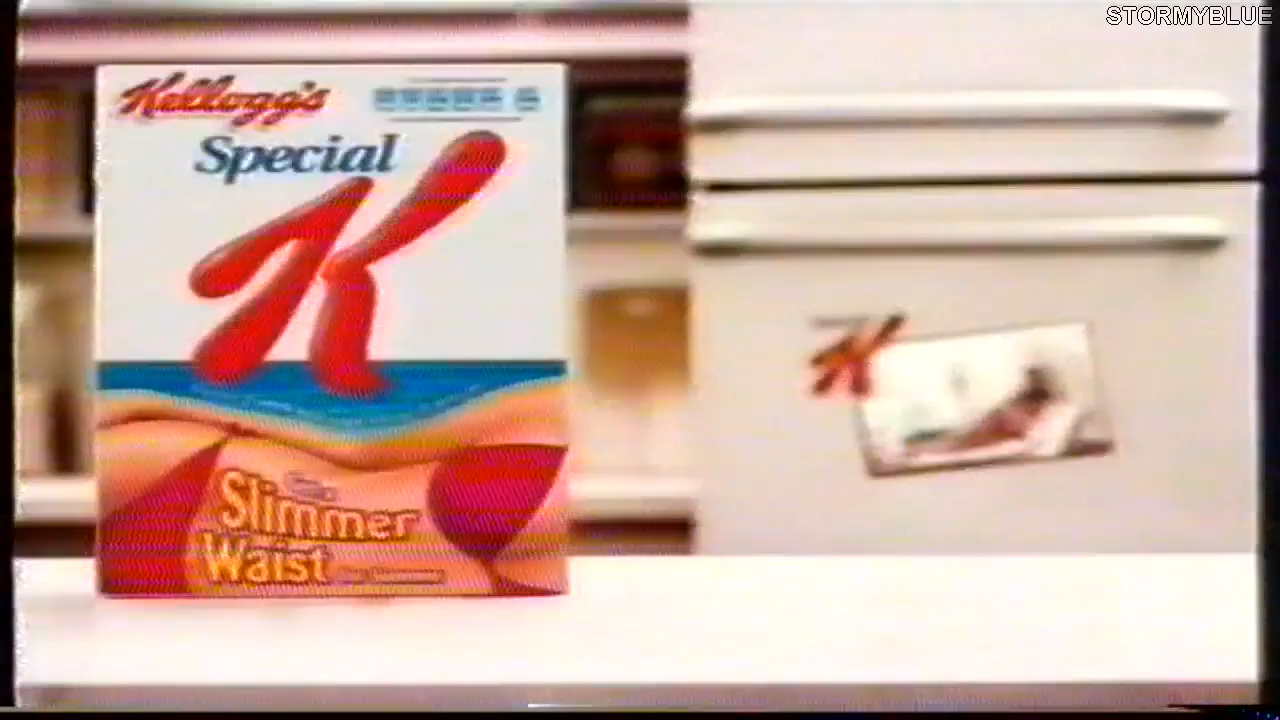 STORMYBLUE
Kellogg's
Special
K
Slimmer
Waist
K